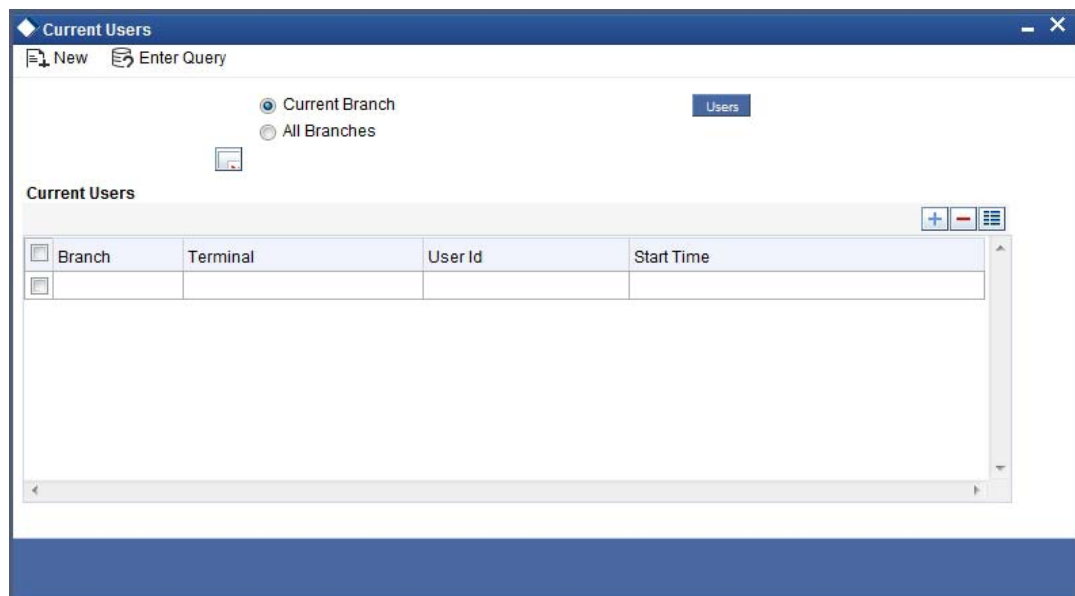 Current Users
New Enter Query
Current Branch Users
All Branches
Current Users
Branch Terminal User Id Start Time